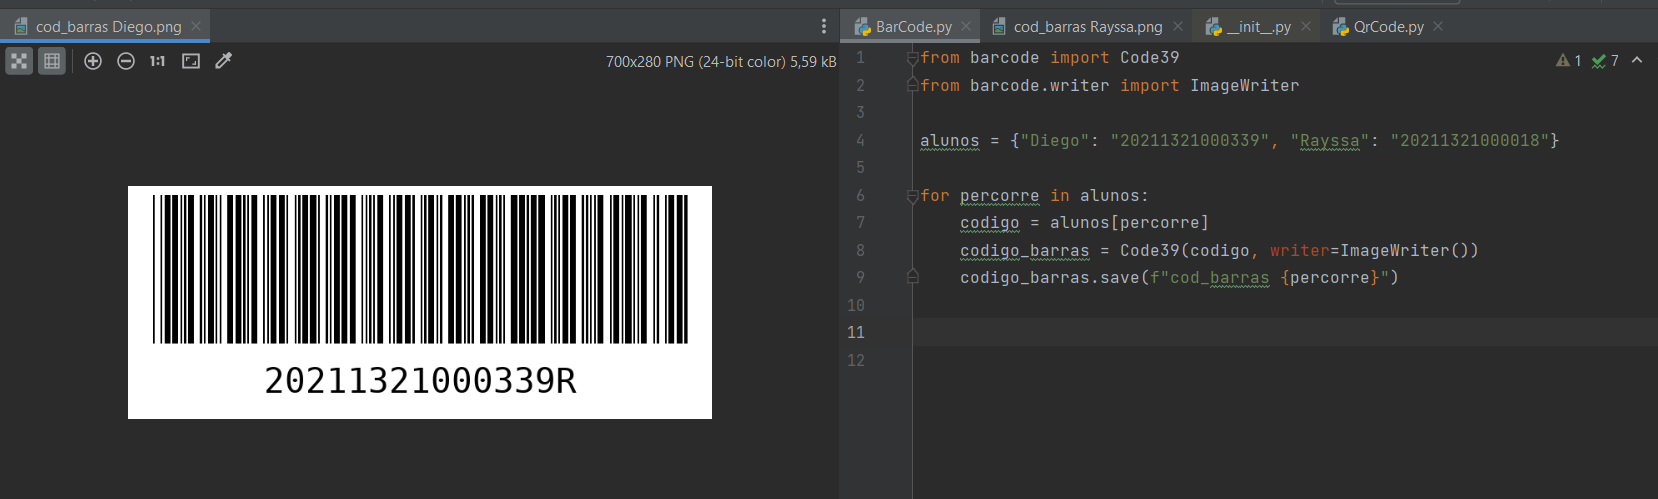 cod_barras Diego.png
700x280 PNG (24-bit color) 5,59 kB
1:1
20211321000339R
BarCode.py
cod_barras Rayssa.png
__init__.py
QrCode.py
1 7
1 from barcode import Code39
2 from barcode.writer import ImageWriter
3
4 alunos = {"Diego": "20211321000339", "Rayssa": "20211321000018"}
5
6 for percorre in alunos:
7     codigo = alunos[percorre]
8     codigo_barras = Code39(codigo, writer=ImageWriter())
9     codigo_barras.save(f"cod_barras {percorre}")
10
11
12